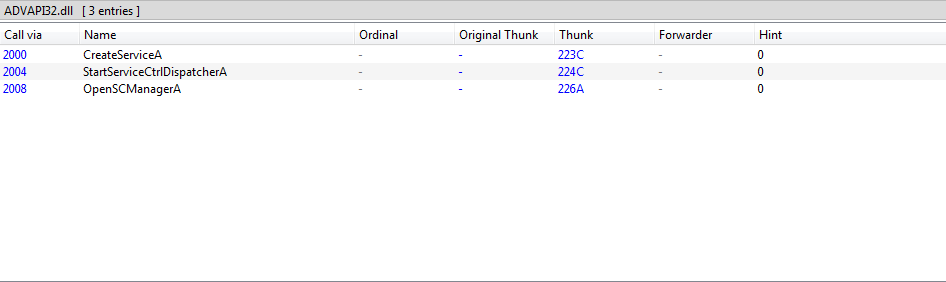 ADVAPI32.dll [ 3 entries ]
Call via Name Ordinal Original Thunk Thunk Forwarder Hint
2000 CreateServiceA - - 223C - 0
2004 StartServiceCtrlDispatcherA - - 224C - 0
2008 OpenSCManagerA - - 226A - 0